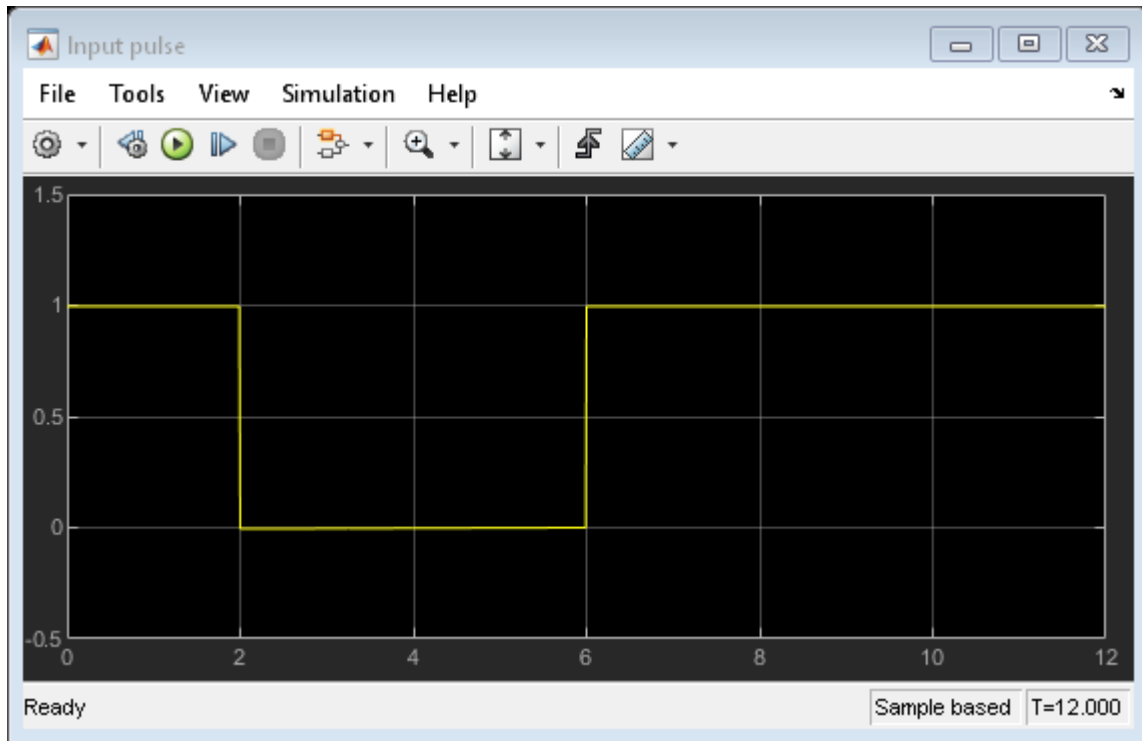 Input pulse
File Tools View Simulation Help
1.5
1
0.5
0
-0.5
0 2 4 6 8 10 12
Ready Sample based T=12.000